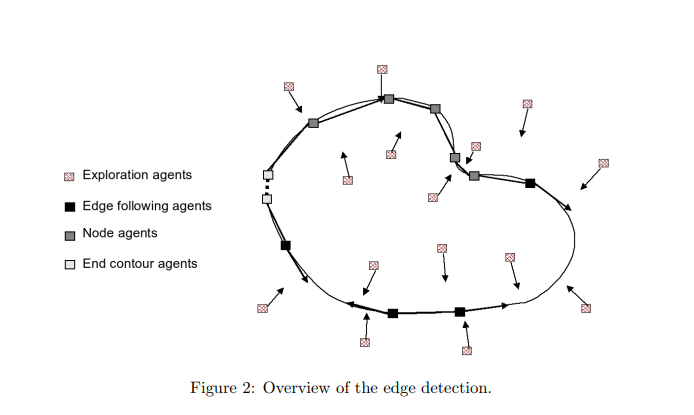 Exploration agents
Edge following agents
Node agents
End contour agents
Figure 2: Overview of the edge detection.